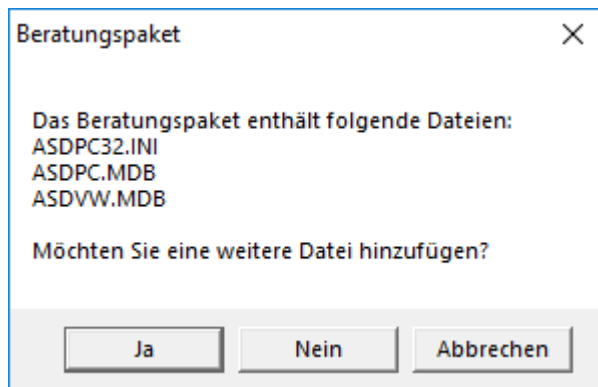 Beratungspaket
Das Beratungspaket enthält folgende Dateien:
ASDPC32.INI
ASDPC.MDB
ASDVW.MDB
Möchten Sie eine weitere Datei hinzufügen?
Ja
Nein
Abbrechen